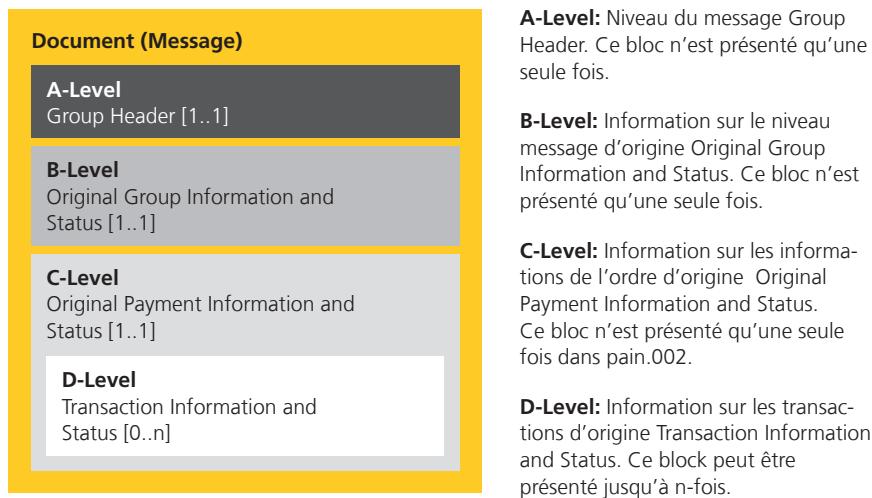 Document (Message)
A-Level
Group Header [1..1]
B-Level
Original Group Information and
Status [1..1]
C-Level
Original Payment Information and
Status [1..1]
D-Level
Transaction Information and
Status [0..n]
A-Level: Niveau du message Group
Header. Ce bloc n’est présenté qu’une
seule fois.
B-Level: Information sur le niveau
message d’origine Original Group
Information and Status. Ce bloc n’est
présenté qu’une seule fois.
C-Level: Information sur les informa-
tions de l’ordre d’origine  Original
Payment Information and Status.
Ce bloc n’est présenté qu’une seule
fois dans pain.002.
D-Level: Information sur les transac-
tions d’origine Transaction Information
and Status. Ce block peut être
présenté jusqu’à n-fois.